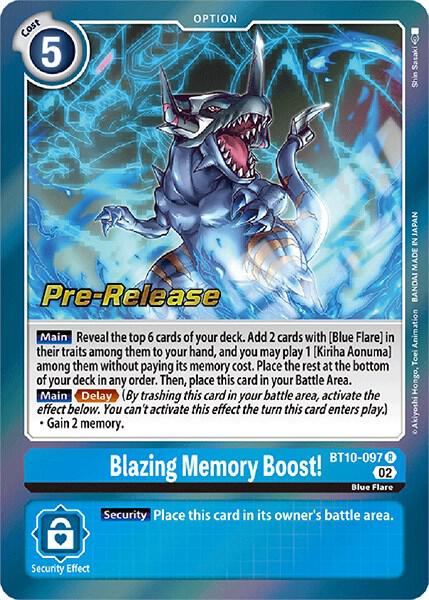 OPTION
Cost
5
Shin Sasaki
Pre-Release
Main Reveal the top 6 cards of your deck. Add 2 cards with [Blue Flare] in
their traits among them to your hand, and you may play 1 [Kiriha Aonuma]
among them without paying its memory cost. Place the rest at the bottom
of your deck in any order. Then, place this card in your Battle Area.
Main Delay (By trashing this card in your battle area, activate the
effect below. You can't activate this effect the turn this card enters play.)
• Gain 2 memory.
©Akiyoshi Hongo, Toei Animation BANDAI MADE IN JAPAN
Blazing Memory Boost!
BT10-097 R
02
Blue Flare
Security Place this card in its owner's battle area.
Security Effect